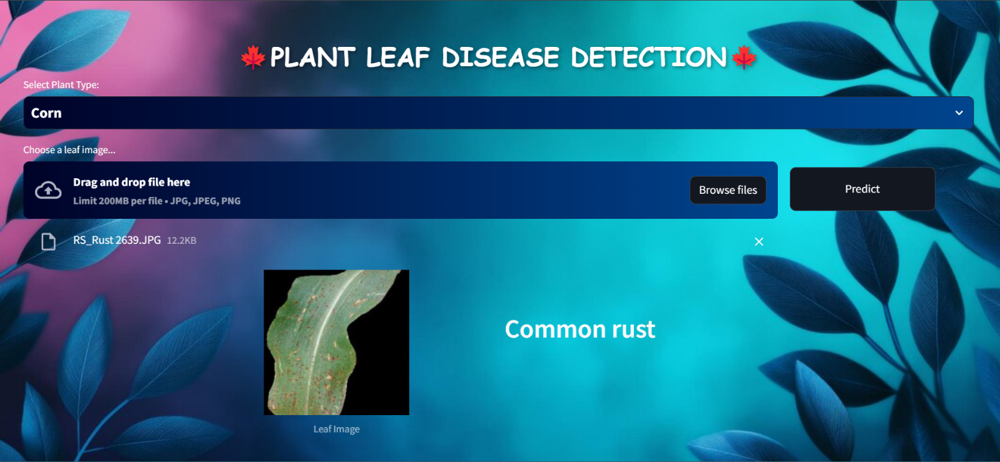 🍁PLANT LEAF DISEASE DETECTION🍁
Select Plant Type:
Corn
Choose a leaf image...
Drag and drop file here
Limit 200MB per file • JPG, JPEG, PNG
Browse files
Predict
RS_Rust 2639.JPG 12.2KB
Common rust
Leaf Image